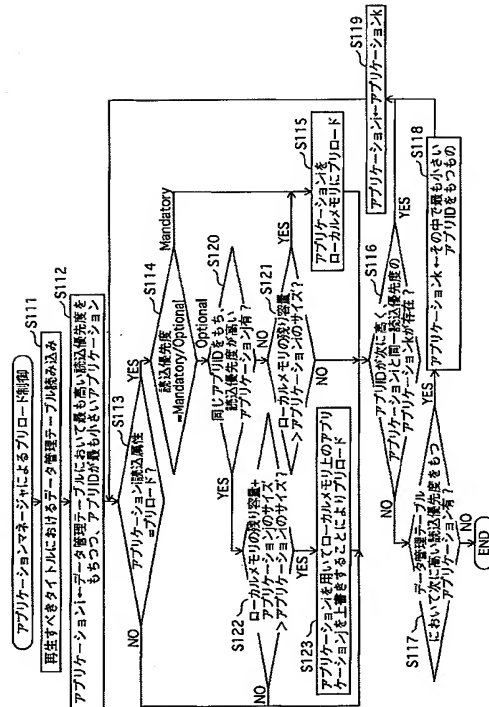 アプリケーションマネージャによるプリロード制御
S111
再生すべきタイトルにおけるデータ管理テーブル読み込み
S112
アプリケーションi←データ管理テーブルにおいて最も高い読込優先度を
もちつつ、アプリIDが最も小さいアプリケーション
S113
アプリケーションi読込属性
=プリロード?
YES
NO
S114
読込優先度
=Mandatory/Optional
Mandatory
Optional
S120
同じアプリIDをもち、
読込優先度が高い
アプリケーションj有?
YES
NO
S121
ローカルメモリの残り容量
>アプリケーションiのサイズ?
YES
NO
S115
アプリケーションiを
ローカルメモリにプリロード
S122
ローカルメモリの残り容量+
アプリケーションjのサイズ
>アプリケーションiのサイズ?
NO
YES
S123
アプリケーションiを用いてローカルメモリ上のアプリ
ケーションjを上書きすることによりプリロード
S116
アプリIDが次に高く、
アプリケーションiと同一読込優先度の
アプリケーションkが存在?
YES
NO
S117
データ管理テーブル
において次に高い読込優先度をもつ
アプリケーション有?
YES
NO
S118
アプリケーションk←その中で最も小さい
アプリIDをもつもの
S119
アプリケーションi←アプリケーションk
END